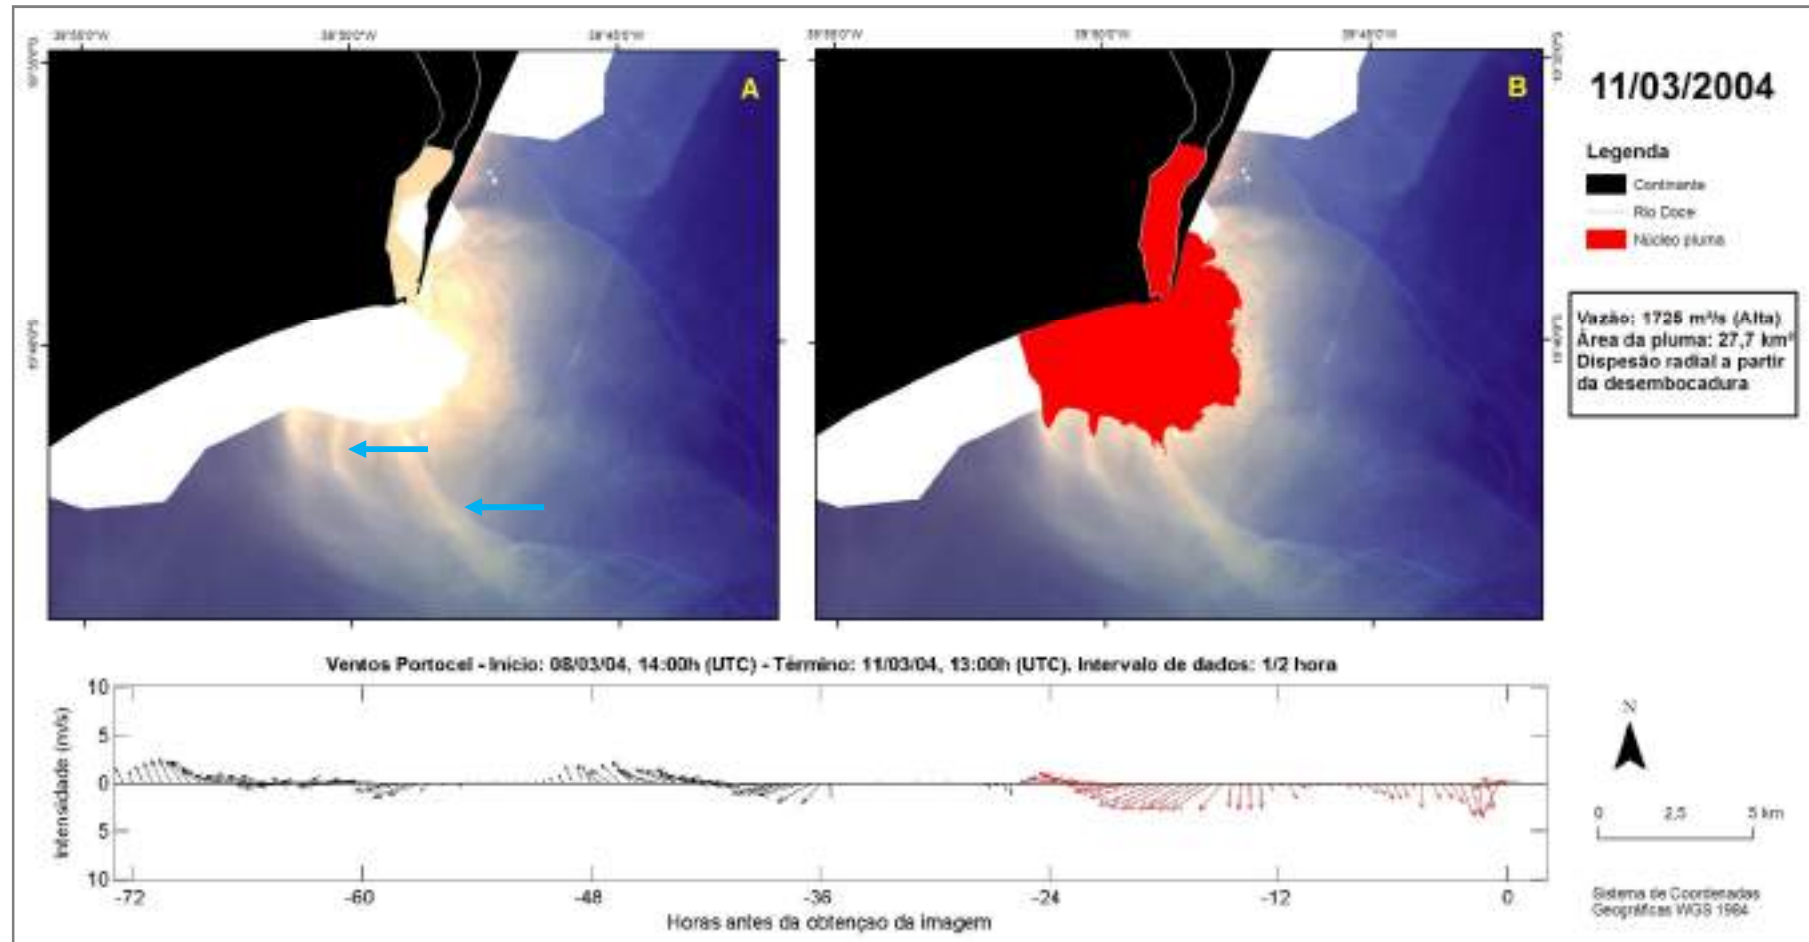 A
B
11/03/2004
Legenda
Continente
Rio Doce
Núcleo pluma
Vazão: 1728 m³/s (Alta)
Área da pluma: 27,7 km²
Dispesão radial a partir
da desembocadura
Ventos Portocel - Início: 08/03/04, 14:00h (UTC) - Término: 11/03/04, 13:00h (UTC). Intervalo de dados: 1/2 hora
Intensidade (m/s)
10
5
0
5
10
-72
-60
-48
-36
-24
-12
0
Horas antes da obtençao da imagem
N
0 2,5 5 km
Sistema de Coordenadas
Geográficas WGS 1984